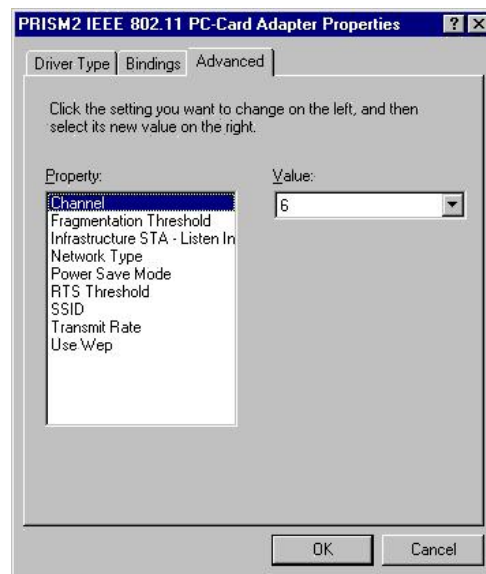 PRISM2 IEEE 802.11 PC-Card Adapter Properties
Driver Type
Bindings
Advanced
Click the setting you want to change on the left, and then
select its new value on the right.
Property:
Channel
Fragmentation Threshold
Infrastructure STA - Listen In
Network Type
Power Save Mode
RTS Threshold
SSID
Transmit Rate
Use Wep
Value:
6
OK
Cancel